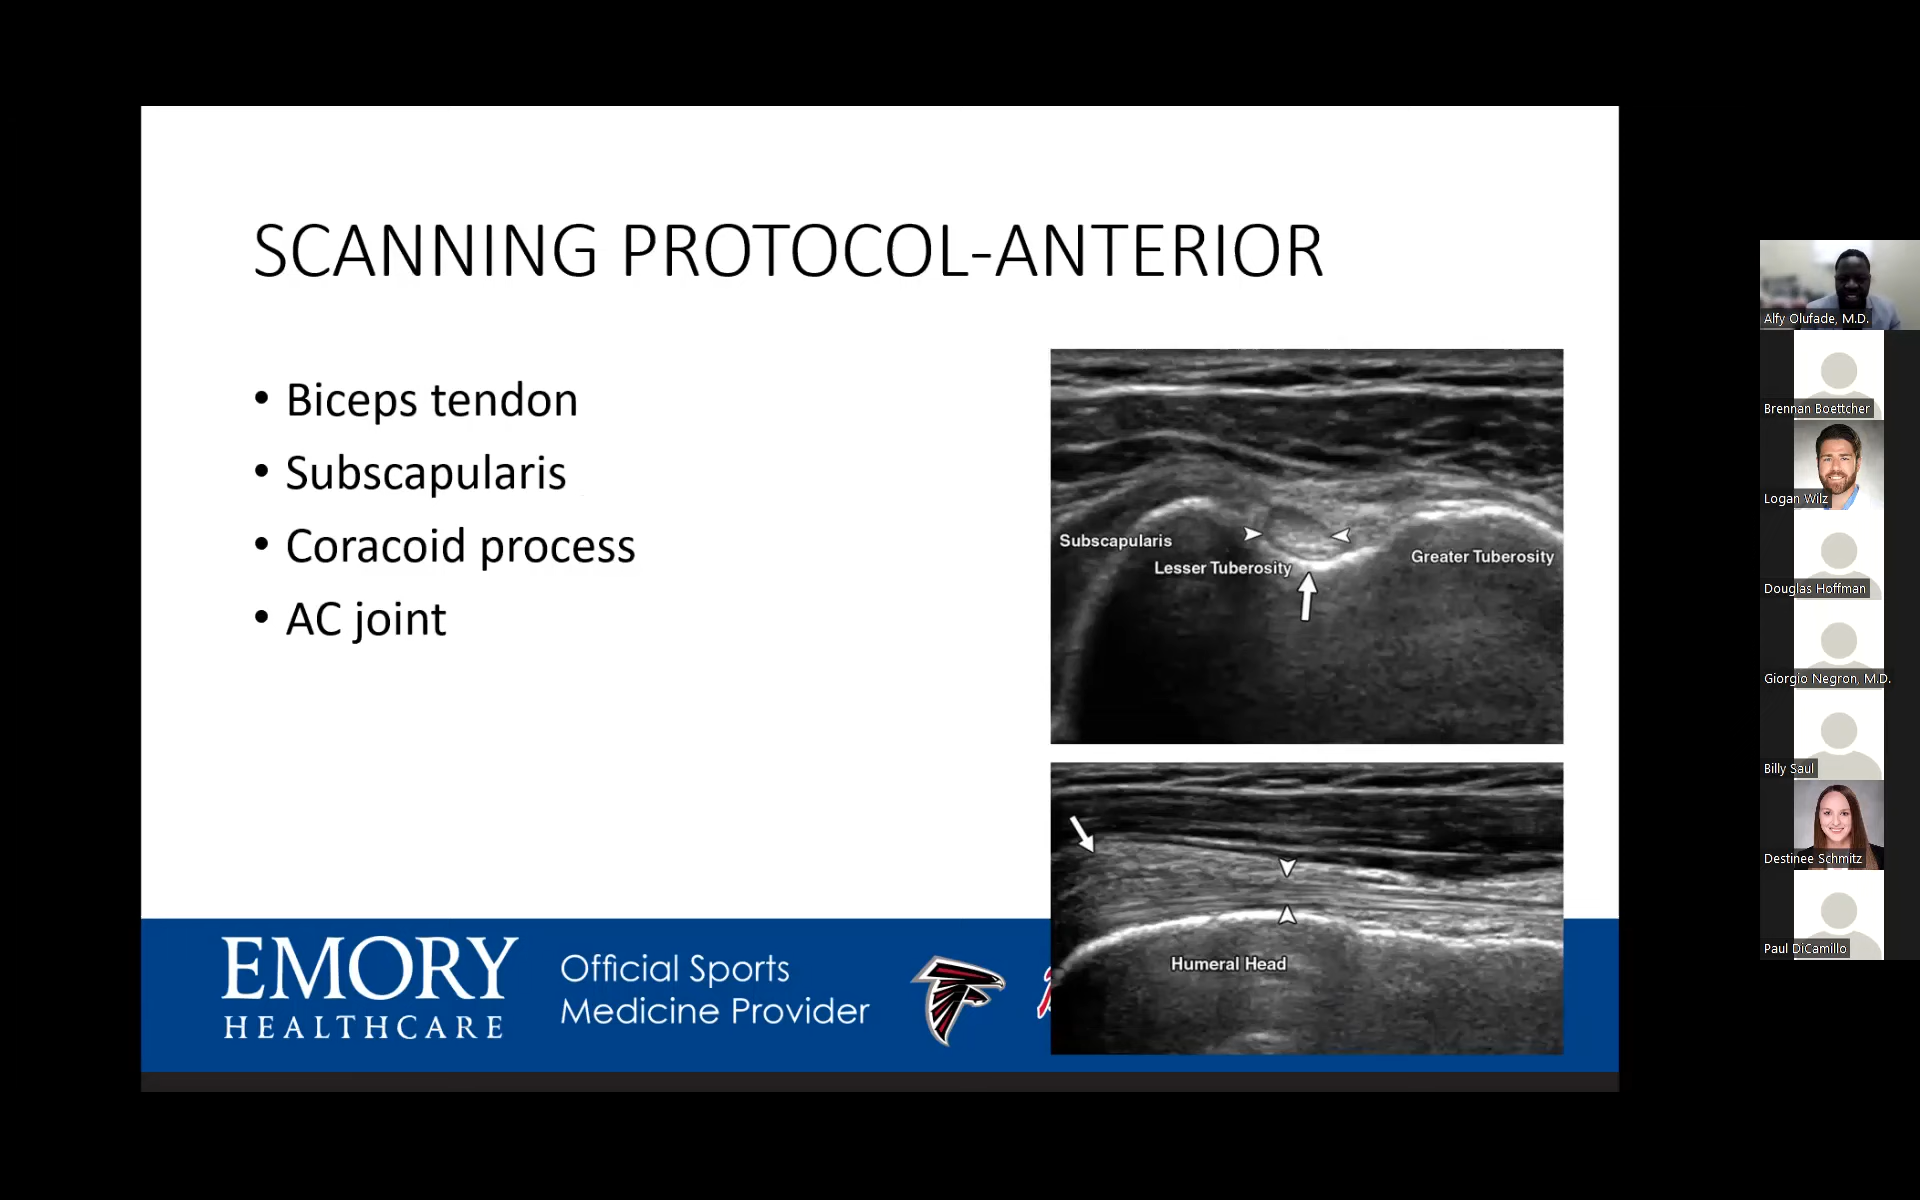 SCANNING PROTOCOL-ANTERIOR
• Biceps tendon
• Subscapularis
• Coracoid process
• AC joint
Subscapularis
Lesser Tuberosity
Greater Tuberosity
Humeral Head
EMORY
HEALTHCARE
Official Sports
Medicine Provider
Alfy Olufade, M.D.
Brennan Boettcher
Logan Wilz
Douglas Hoffman
Giorgio Negron, M.D.
Billy Saul
Destinee Schmitz
Paul DiCamillo